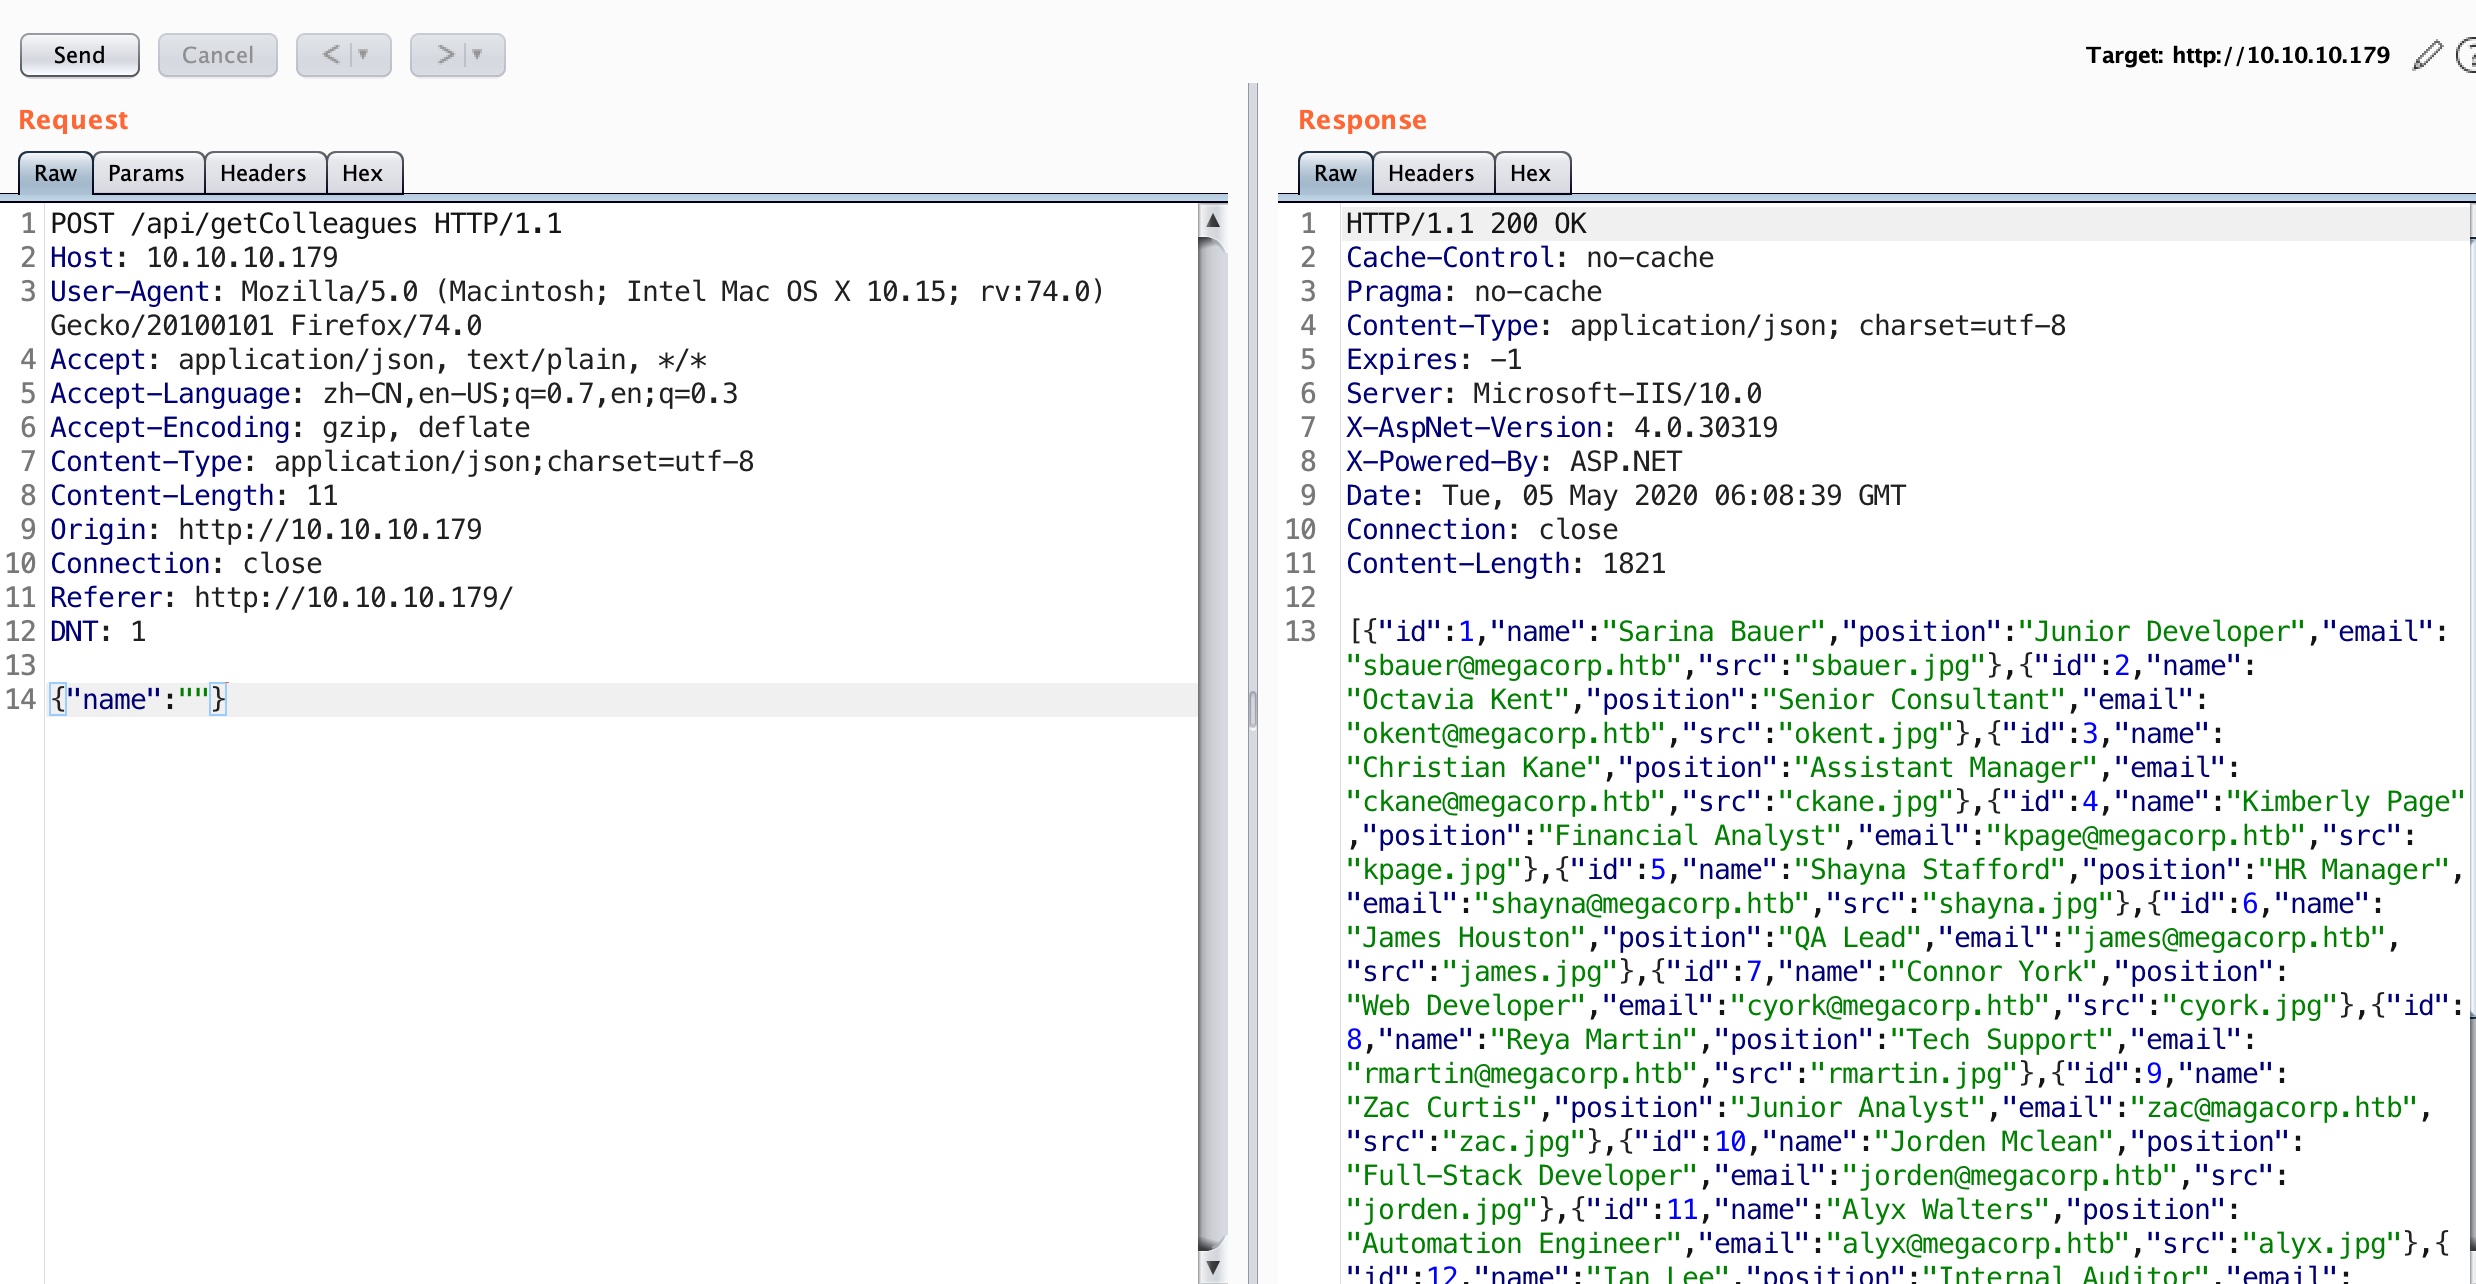 Send Cancel < >
Target: http://10.10.10.179
Request
Raw Params Headers Hex
1 POST /api/getColleagues HTTP/1.1
2 Host: 10.10.10.179
3 User-Agent: Mozilla/5.0 (Macintosh; Intel Mac OS X 10.15; rv:74.0)
Gecko/20100101 Firefox/74.0
4 Accept: application/json, text/plain, */*
5 Accept-Language: zh-CN,en-US;q=0.7,en;q=0.3
6 Accept-Encoding: gzip, deflate
7 Content-Type: application/json;charset=utf-8
8 Content-Length: 11
9 Origin: http://10.10.10.179
10 Connection: close
11 Referer: http://10.10.10.179/
12 DNT: 1
13
14 {"name":""}
Response
Raw Headers Hex
1 HTTP/1.1 200 OK
2 Cache-Control: no-cache
3 Pragma: no-cache
4 Content-Type: application/json; charset=utf-8
5 Expires: -1
6 Server: Microsoft-IIS/10.0
7 X-AspNet-Version: 4.0.30319
8 X-Powered-By: ASP.NET
9 Date: Tue, 05 May 2020 06:08:39 GMT
10 Connection: close
11 Content-Length: 1821
12
13 [{"id":1,"name":"Sarina Bauer","position":"Junior Developer","email":
"sbauer@megacorp.htb","src":"sbauer.jpg"},{"id":2,"name":
"Octavia Kent","position":"Senior Consultant","email":
"okent@megacorp.htb","src":"okent.jpg"},{"id":3,"name":
"Christian Kane","position":"Assistant Manager","email":
"ckane@megacorp.htb","src":"ckane.jpg"},{"id":4,"name":"Kimberly Page"
,"position":"Financial Analyst","email":"kpage@megacorp.htb","src":
"kpage.jpg"},{"id":5,"name":"Shayna Stafford","position":"HR Manager",
"email":"shayna@megacorp.htb","src":"shayna.jpg"},{"id":6,"name":
"James Houston","position":"QA Lead","email":"james@megacorp.htb",
"src":"james.jpg"},{"id":7,"name":"Connor York","position":
"Web Developer","email":"cyork@megacorp.htb","src":"cyork.jpg"},{"id":
8,"name":"Reya Martin","position":"Tech Support","email":
"rmartin@megacorp.htb","src":"rmartin.jpg"},{"id":9,"name":
"Zac Curtis","position":"Junior Analyst","email":"zac@magacorp.htb",
"src":"zac.jpg"},{"id":10,"name":"Jorden Mclean","position":
"Full-Stack Developer","email":"jorden@megacorp.htb","src":
"jorden.jpg"},{"id":11,"name":"Alyx Walters","position":
"Automation Engineer","email":"alyx@megacorp.htb","src":"alyx.jpg"},{
"id":12,"name":"Ian Lee","position":"Internal Auditor","email":